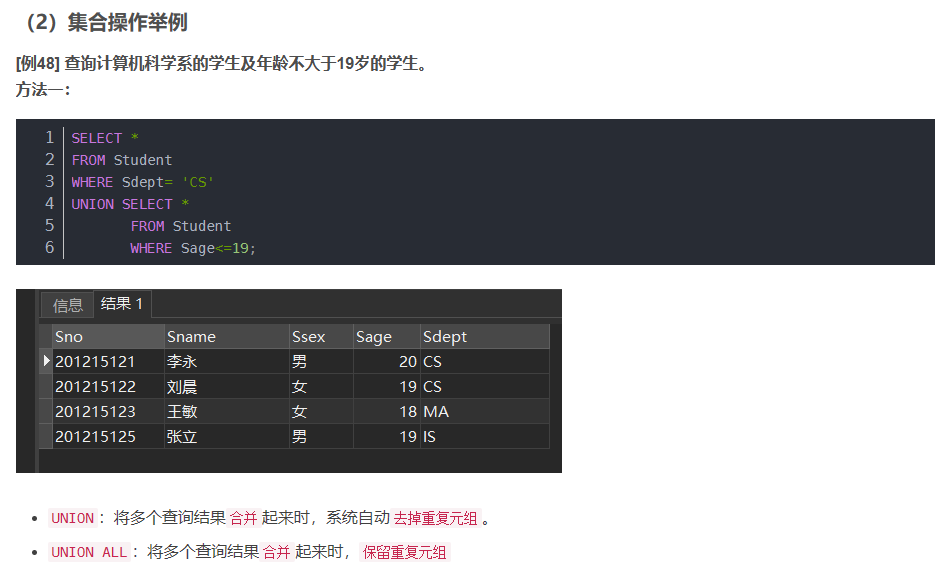 （2）集合操作举例
[例48] 查询计算机科学系的学生及年龄不大于19岁的学生。
方法一：
1 SELECT *
2 FROM Student
3 WHERE Sdept= 'CS'
4 UNION SELECT *
5 FROM Student
6 WHERE Sage<=19;
信息 结果 1
Sno Sname Ssex Sage Sdept
201215121 李永 男 20 CS
201215122 刘晨 女 19 CS
201215123 王敏 女 18 MA
201215125 张立 男 19 IS
• UNION：将多个查询结果合并起来时，系统自动去掉重复元组。
• UNION ALL：将多个查询结果合并起来时，保留重复元组